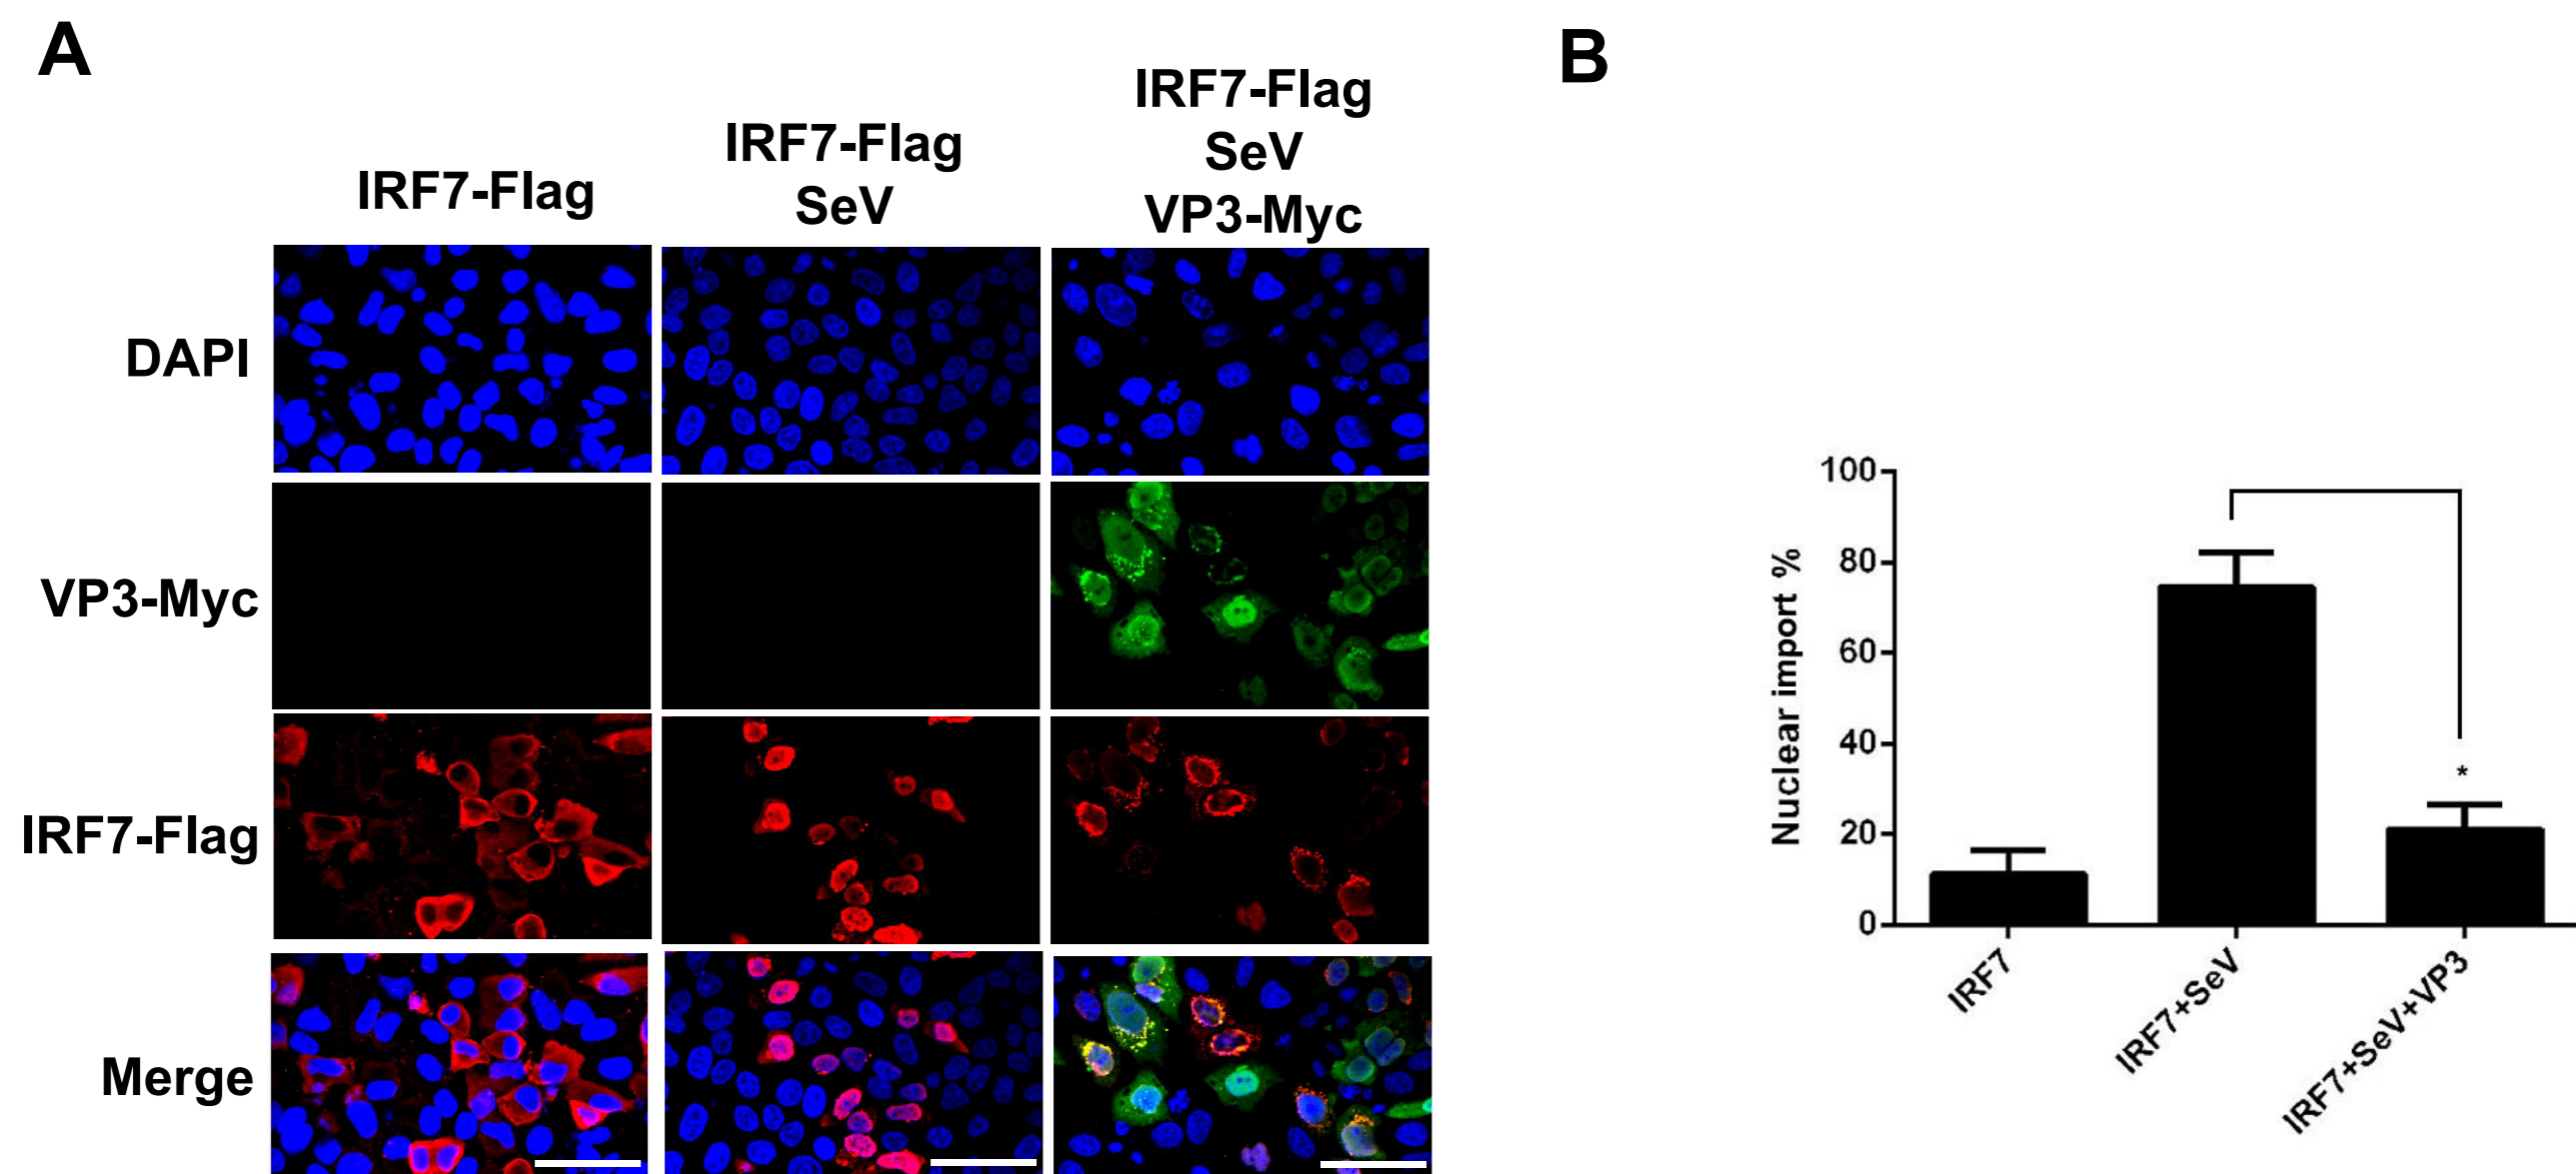 A
IRF7-Flag
IRF7-Flag
SeV
IRF7-Flag
SeV
VP3-Myc
DAPI
VP3-Myc
IRF7-Flag
Merge
B
Nuclear import %
100
80
60
40
20
0
*
IRF7
IRF7+SeV
IRF7+SeV+VP3